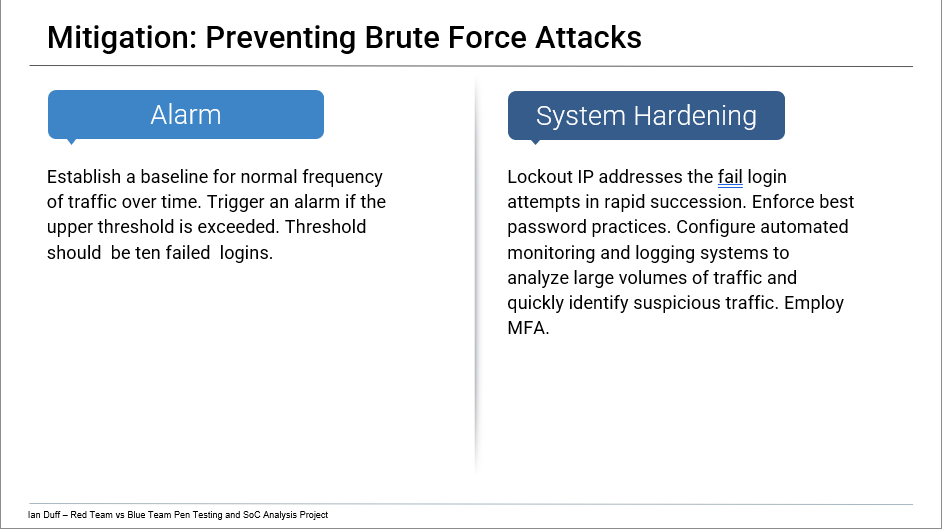 Mitigation: Preventing Brute Force Attacks
Alarm
Establish a baseline for normal frequency
of traffic over time. Trigger an alarm if the
upper threshold is exceeded. Threshold
should  be ten failed  logins.
System Hardening
Lockout IP addresses the fail login
attempts in rapid succession. Enforce best
password practices. Configure automated
monitoring and logging systems to
analyze large volumes of traffic and
quickly identify suspicious traffic. Employ
MFA.
Ian Duff – Red Team vs Blue Team Pen Testing and SoC Analysis Project